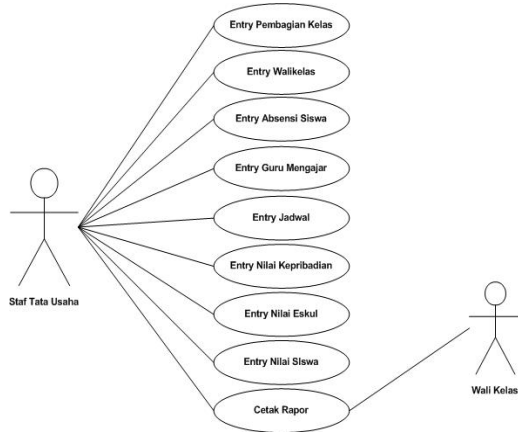 Entry Pembagian Kelas
Entry Walikelas
Entry Absensi Siswa
Entry Guru Mengajar
Entry Jadwal
Entry Nilai Kepribadian
Entry Nilai Eskul
Entry Nilai SIswa
Cetak Rapor
Staf Tata Usaha
Wali Kelas